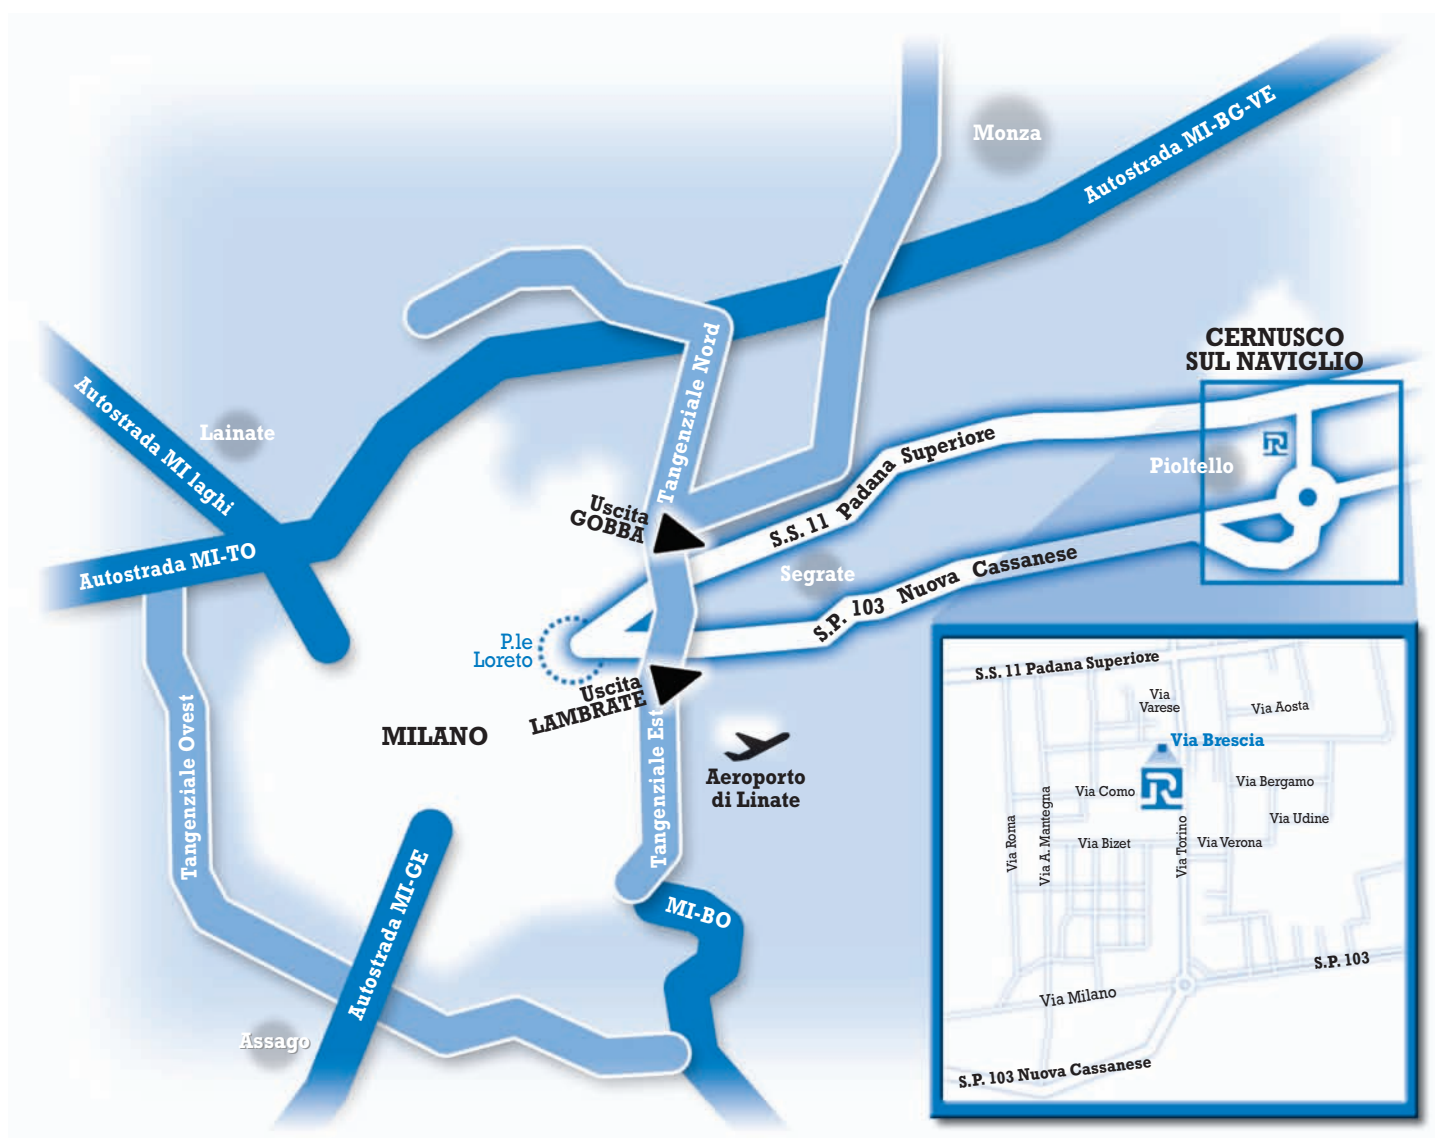 Monza
Autostrada MI-BG-VE
CERNUSCO
SUL NAVIGLIO
Tangenziale Nord
Autostrada MI laghi
Lainate
S.S. 11 Padana Superiore
R
Pioltello
Uscita
GOBBA
Autostrada MI-TO
Segrate
S.P. 103 Nuova Cassanese
P.le
Loreto
Uscita
LAMBRATE
MILANO
Tangenziale Ovest
Tangenziale Est
Aeroporto
di Linate
Autostrada MI-GE
MI-BO
Assago
S.S. 11 Padana Superiore
Via
Varese
Via Aosta
Via Brescia
R
Via Como
Via Bergamo
Via Udine
Via Roma
Via A. Mantegna
Via Bizet
Via Torino
Via Verona
S.P. 103
Via Milano
S.P. 103 Nuova Cassanese